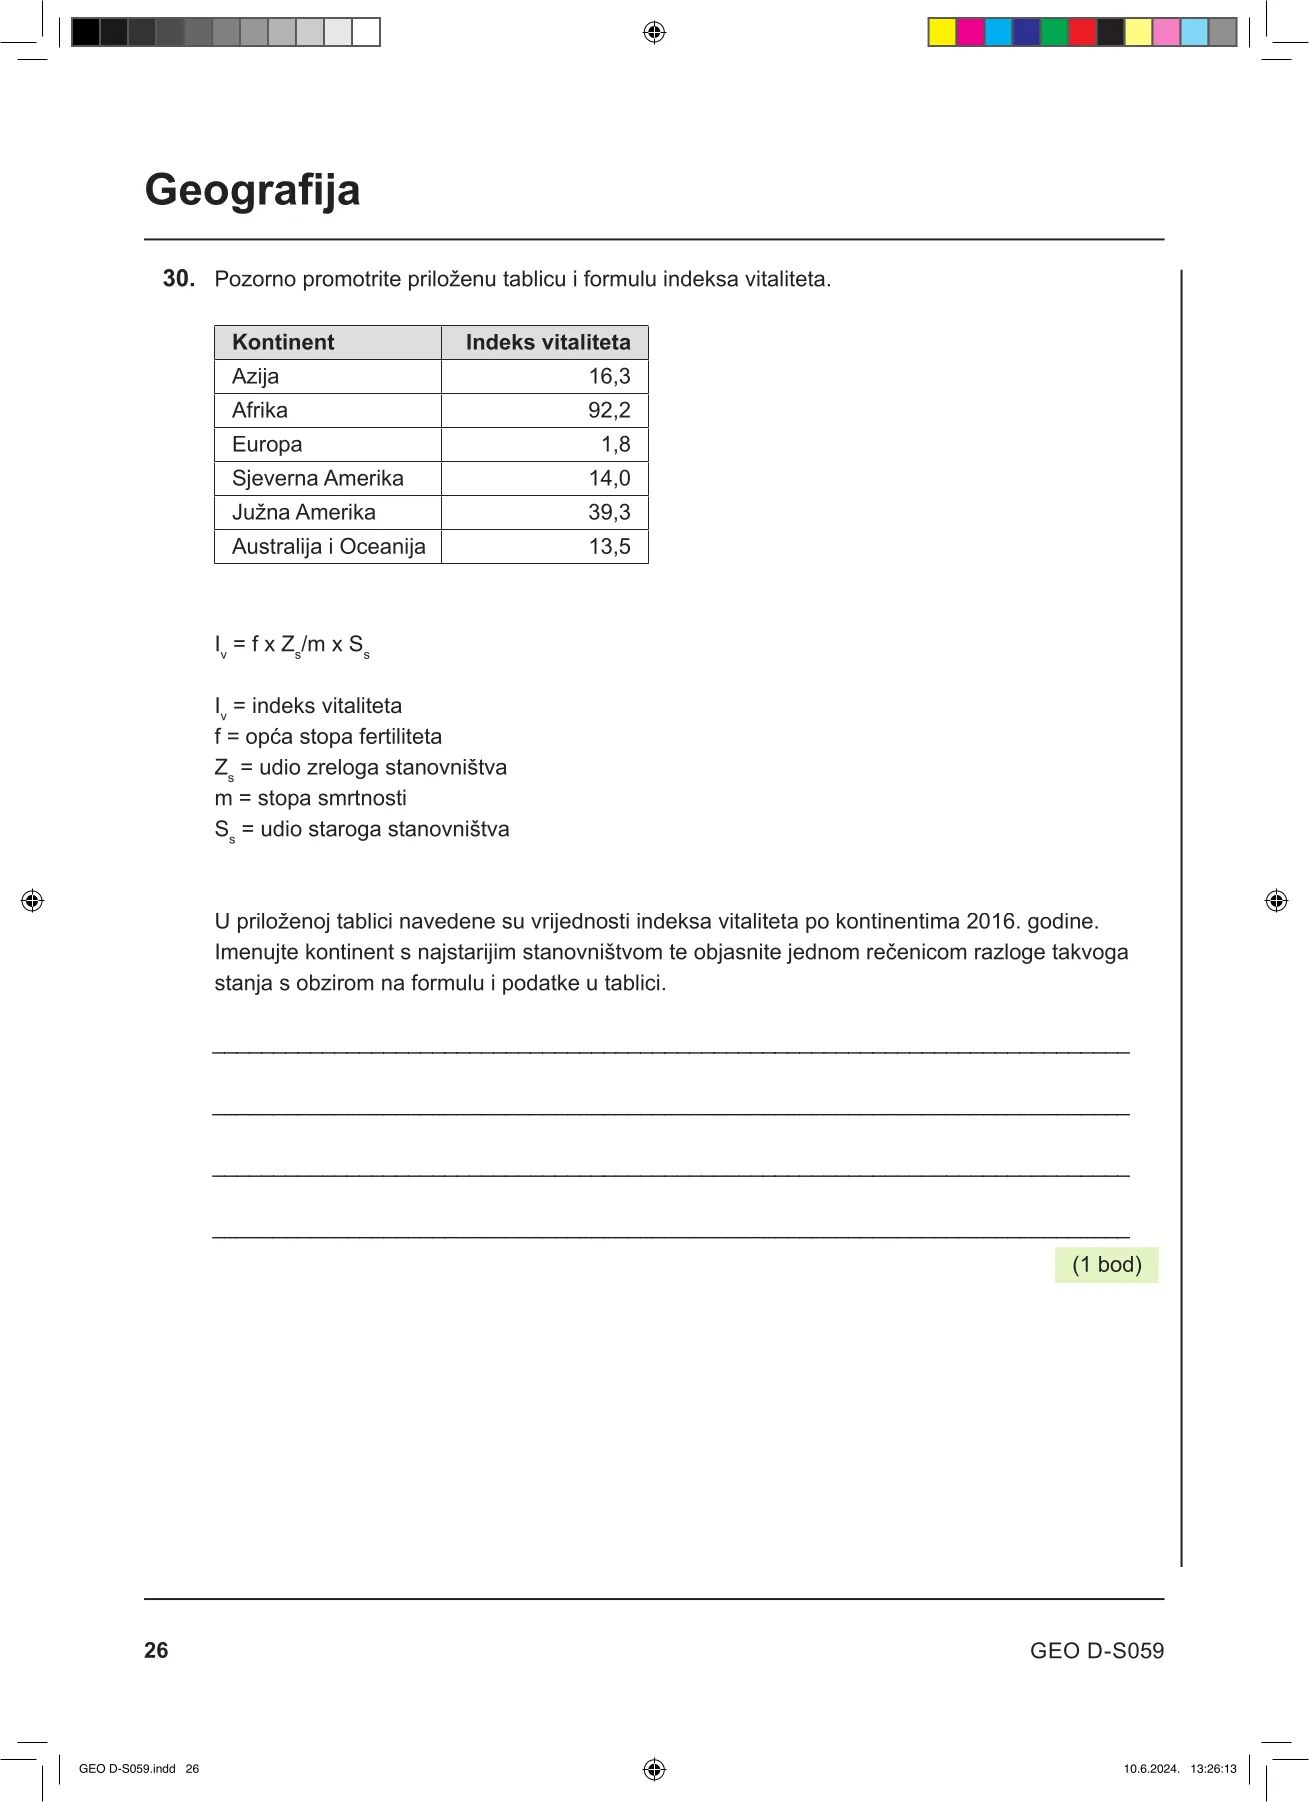 Geografija
30. Pozorno promotrite priloženu tablicu i formulu indeksa vitaliteta.
Kontinent Indeks vitaliteta
Azija 16,3
Afrika 92,2
Europa 1,8
Sjeverna Amerika 14,0
Južna Amerika 39,3
Australija i Oceanija 13,5
Iv = f x Zs/m x Ss
Iv = indeks vitaliteta
f = opća stopa fertiliteta
Zs = udio zreloga stanovništva
m = stopa smrtnosti
Ss = udio staroga stanovništva
U priloženoj tablici navedene su vrijednosti indeksa vitaliteta po kontinentima 2016. godine.
Imenujte kontinent s najstarijim stanovništvom te objasnite jednom rečenicom razloge takvoga
stanja s obzirom na formulu i podatke u tablici.
(1 bod)
26 GEO D-S059
GEO D-S059.indd 26 10.6.2024. 13:26:13